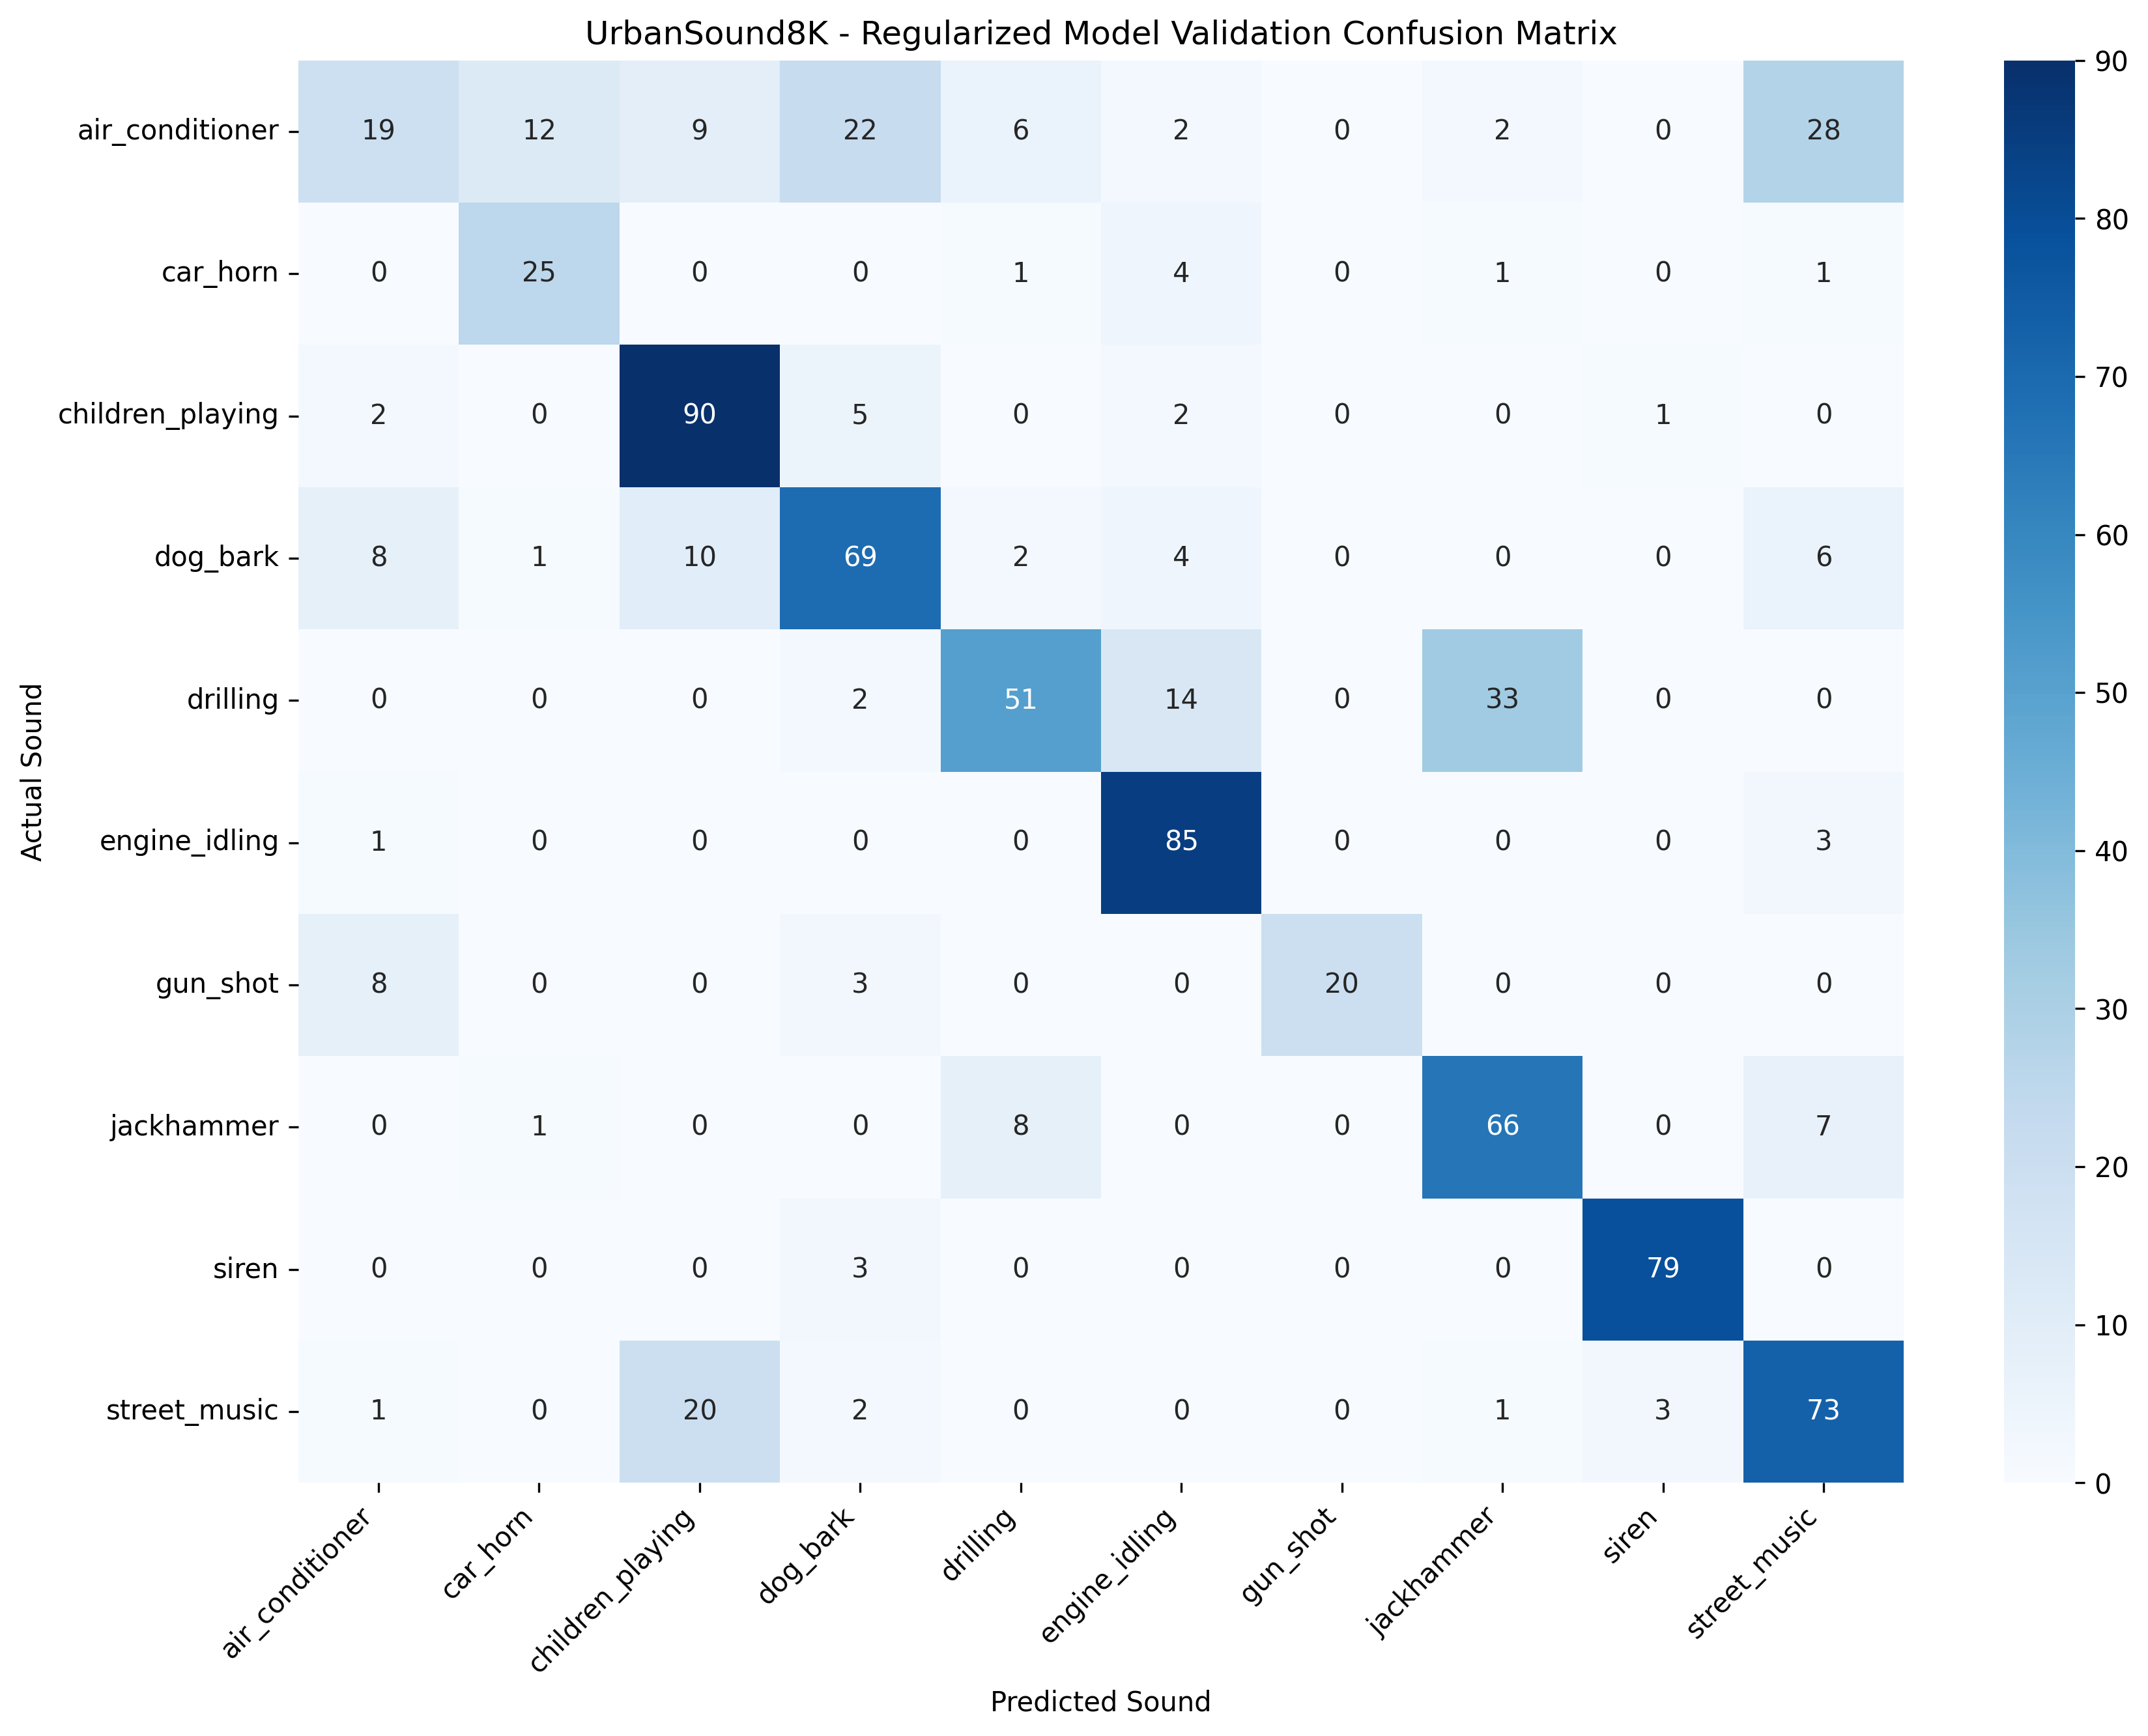 UrbanSound8K - Regularized Model Validation Confusion Matrix
air_conditioner 19 12 9 22 6 2 0 2 0 28
car_horn 0 25 0 0 1 4 0 1 0 1
children_playing 2 0 90 5 0 2 0 0 1 0
dog_bark 8 1 10 69 2 4 0 0 0 6
drilling 0 0 0 2 51 14 0 33 0 0
engine_idling 1 0 0 0 0 85 0 0 0 3
gun_shot 8 0 0 3 0 0 20 0 0 0
jackhammer 0 1 0 0 8 0 0 66 0 7
siren 0 0 0 3 0 0 0 0 79 0
street_music 1 0 20 2 0 0 0 1 3 73
Actual Sound
air_conditioner
car_horn
children_playing
dog_bark
drilling
engine_idling
gun_shot
jackhammer
siren
street_music
Predicted Sound
90
80
70
60
50
40
30
20
10
0